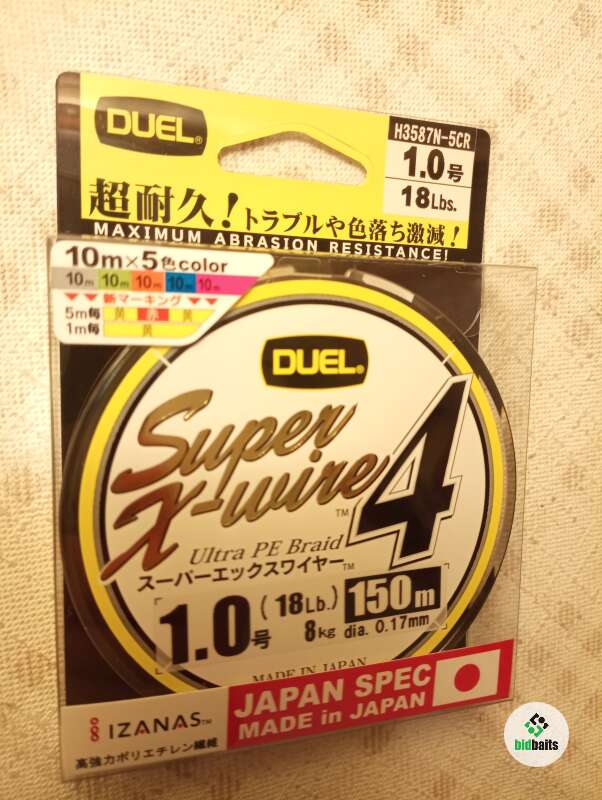 DUEL®
H3587N-5CR
1.0号
18Lbs.
超耐久!トラブルや色落ち激減!
MAXIMUM ABRASION RESISTANCE!
10m×5色color
10m 10m 10m 10m 10m
▼▼新マーキング▼▼
5m毎 黄 赤 黄
1m毎 黄
DUEL®
Super
X-wire 4
TM
Ultra PE Braid
スーパーエックスワイヤー™
1.0号 (18Lb.) 150m
8kg dia. 0.17mm
MADE IN JAPAN
IZANAS™
高強力ポリエチレン繊維
JAPAN SPEC
MADE in JAPAN
bidbaits